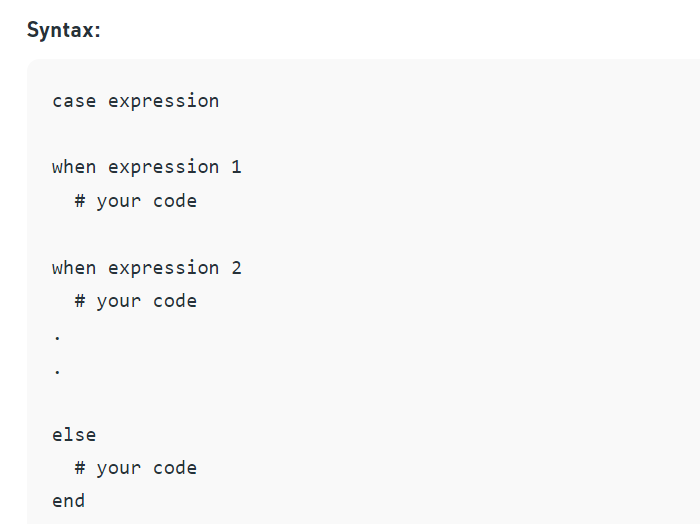 Syntax:
case expression
when expression 1
# your code
when expression 2
# your code
.
.
else
# your code
end